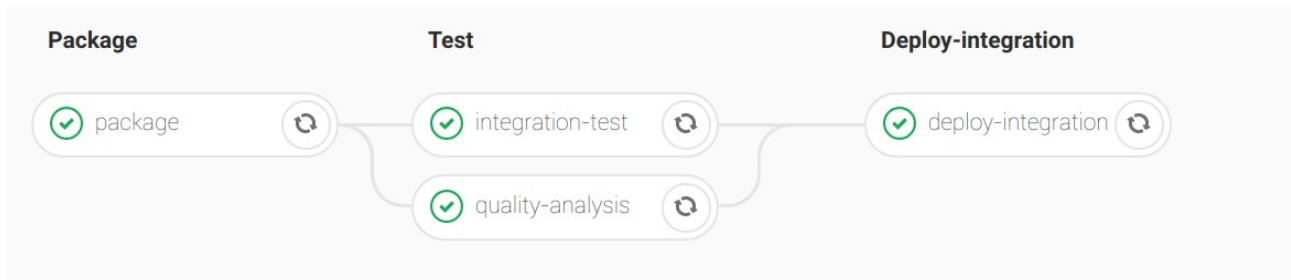 Package
Test
Deploy-integration
package
integration-test
deploy-integration
quality-analysis